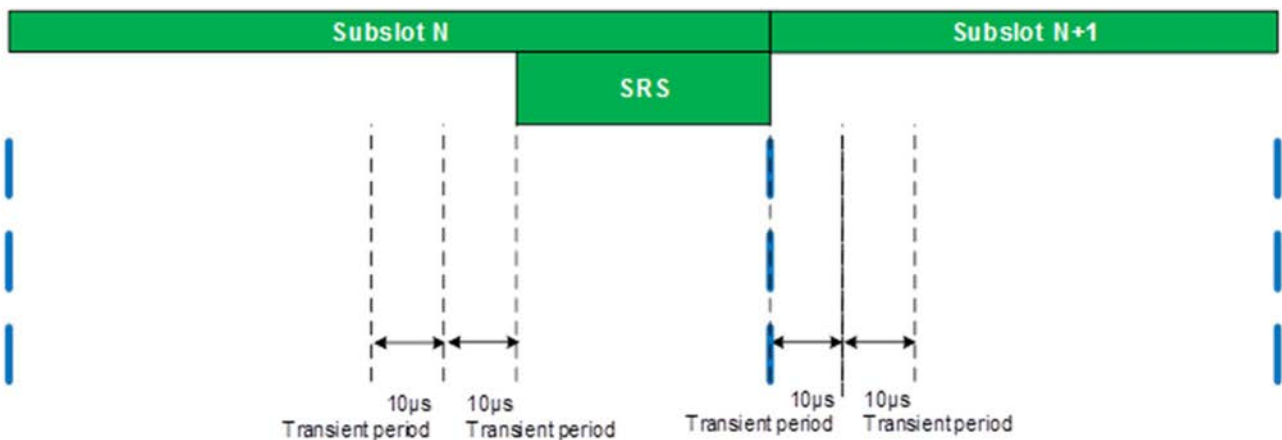 Subslot N
Subslot N+1
SRS
10µs
Transient period
10µs
Transient period
10µs
Transient period
10µs
Transient period